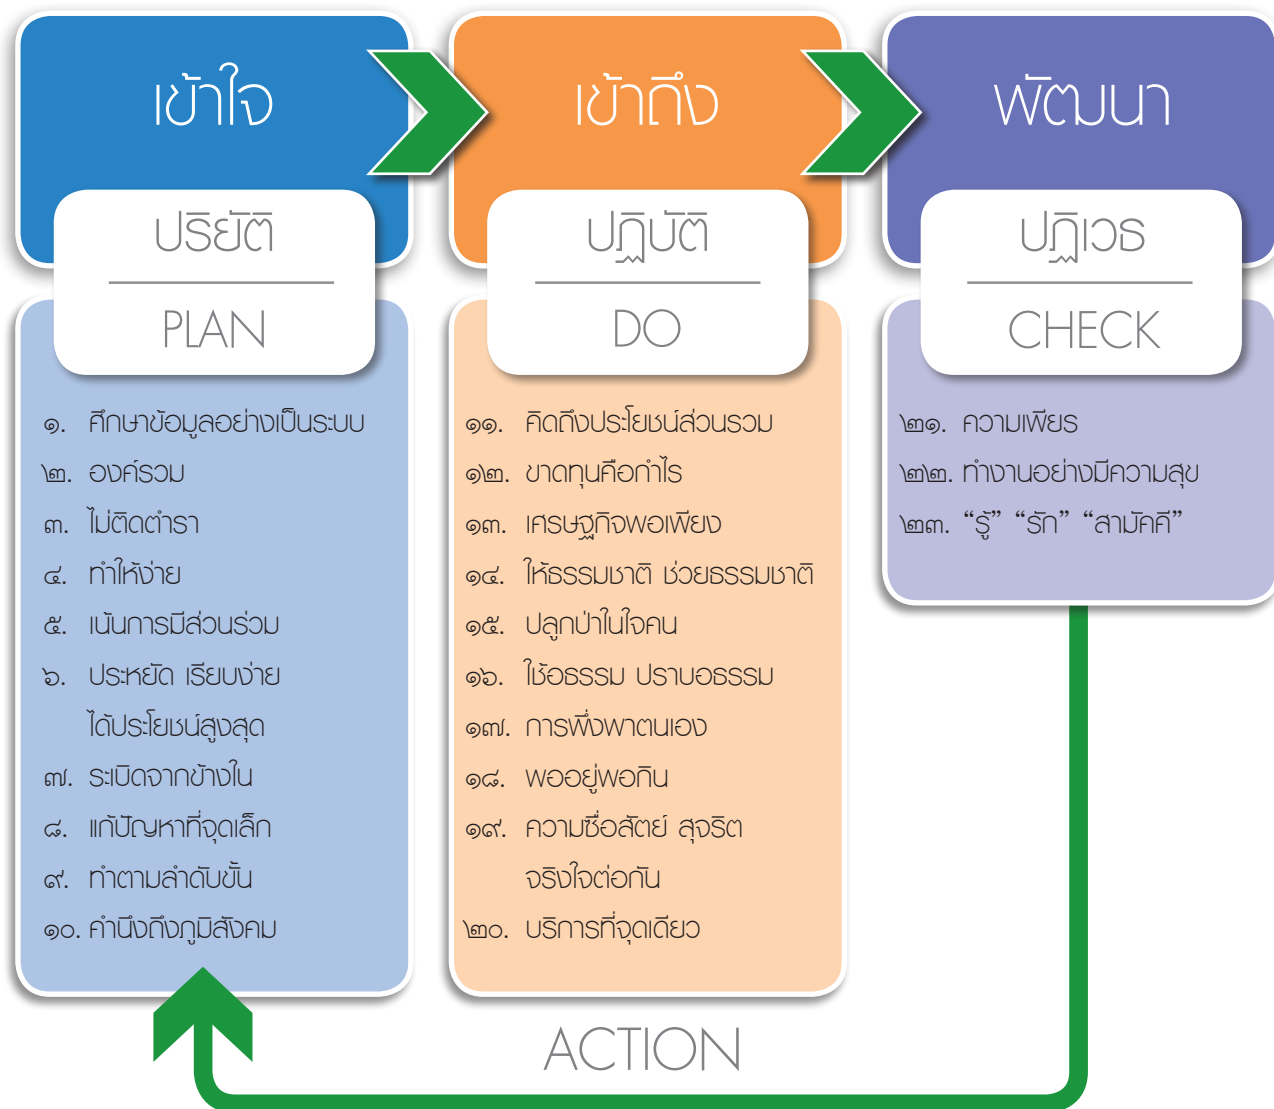 เข้าใจ
ปริยัติ
PLAN
๑. ศึกษาข้อมูลอย่างเป็นระบบ
๒. องค์รวม
๓. ไม่ติดตำรา
๔. ทำให้ง่าย
๕. เน้นการมีส่วนร่วม
๖. ประหยัด เรียบง่าย
ได้ประโยชน์สูงสุด
๗. ระเบิดจากข้างใน
๘. แก้ปัญหาที่จุดเล็ก
๙. ทำตามลำดับขั้น
๑๐. คำนึงถึงภูมิสังคม
เข้าถึง
ปฏิบัติ
DO
๑๑. คิดถึงประโยชน์ส่วนรวม
๑๒. ขาดทุนคือกำไร
๑๓. เศรษฐกิจพอเพียง
๑๔. ให้ธรรมชาติ ช่วยธรรมชาติ
๑๕. ปลูกป่าในใจคน
๑๖. ใช้อธรรม ปราบอธรรม
๑๗. การพึ่งพาตนเอง
๑๘. พออยู่พอกิน
๑๙. ความซื่อสัตย์ สุจริต
จริงใจต่อกัน
๒๐. บริการที่จุดเดียว
พัฒนา
ปฏิเวธ
CHECK
๒๑. ความเพียร
๒๒. ทำงานอย่างมีความสุข
๒๓. “รู้” “รัก” “สามัคคี”
ACTION